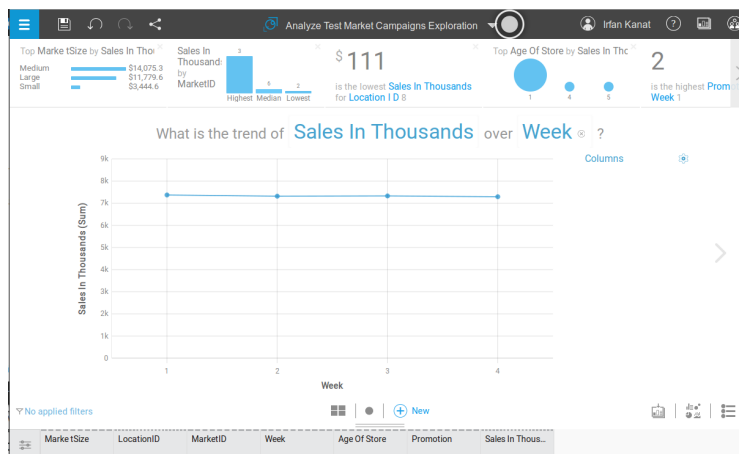 Analyze Test Market Campaigns Exploration
Irfan Kanat
?
Top Marke tSize by Sales In Thou
Medium $14,075.3
Large $11,779.6
Small $3,444.6
Sales In
Thousand
by
MarketID
3
6
2
Highest Median Lowest
$111
is the lowest Sales In Thousands
for Location I D 8
Top Age Of Store by Sales In Thc
1 4 5
2
is the highest Prom
Week 1
What is the trend of Sales In Thousands over Week ?
Columns
Sales In Thousands (Sum)
9k
8k
7k
6k
5k
4k
3k
2k
1k
0
1 2 3 4
Week
No applied filters
New
Marke tSize LocationID MarketID Week Age Of Store Promotion Sales In Thous...